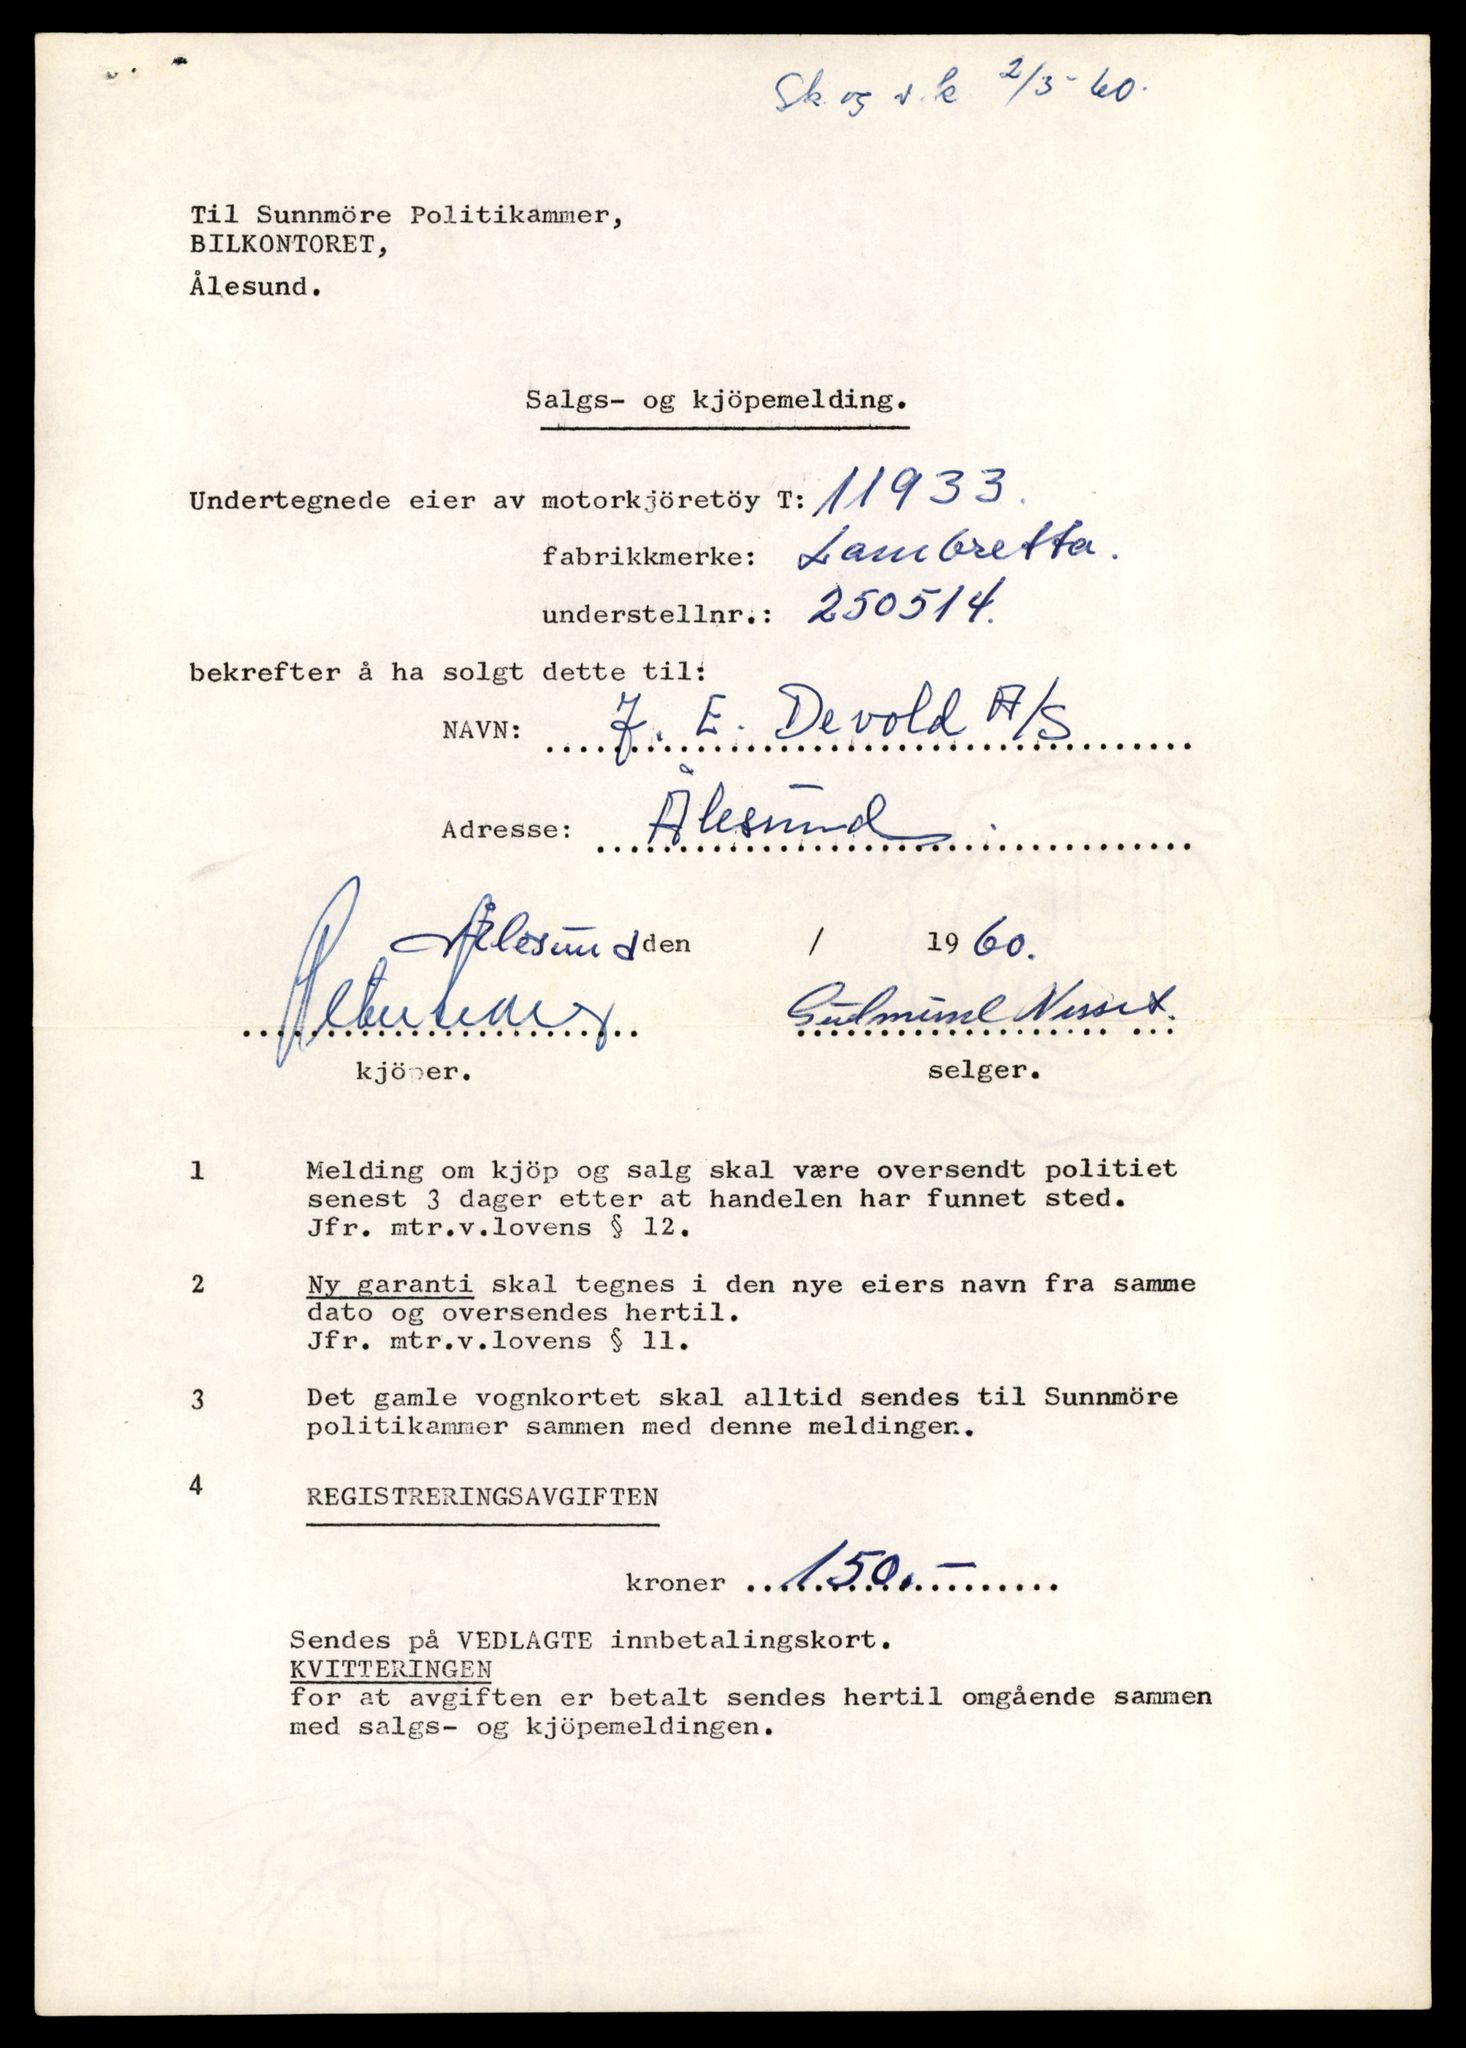 Sk. og v.k. 2/3-60.
Til Sunnmöre Politikammer,
BILKONTORET,
Ålesund.
Salgs- og kjöpemelding.
Undertegnede eier av motorkjöretöy T: 11933.
fabrikkmerke: Lambretta.
understellnr.: 250514.
bekrefter å ha solgt dette til:
NAVN: J. E. Devold A/S
Adresse: Ålesund
Ålesund den / 1960.
Gudmund Nesset.
kjöper. selger.
1 Melding om kjöp og salg skal være oversendt politiet
senest 3 dager etter at handelen har funnet sted.
Jfr. mtr.v.lovens § 12.
2 Ny garanti skal tegnes i den nye eiers navn fra samme
dato og oversendes hertil.
Jfr. mtr.v.lovens § 11.
3 Det gamle vognkortet skal alltid sendes til Sunnmöre
politikammer sammen med denne meldingen.
4 REGISTRERINGSAVGIFTEN
kroner 150.-
Sendes på VEDLAGTE innbetalingskort.
KVITTERINGEN
for at avgiften er betalt sendes hertil omgående sammen
med salgs- og kjöpemeldingen.